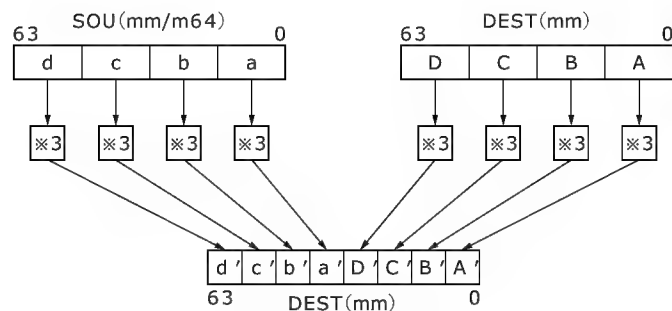 SOU(mm/m64) DEST(mm)
63 0 63 0
d c b a D C B A
※3 ※3 ※3 ※3 ※3 ※3 ※3 ※3
d' c' b' a' D' C' B' A'
63 DEST(mm) 0